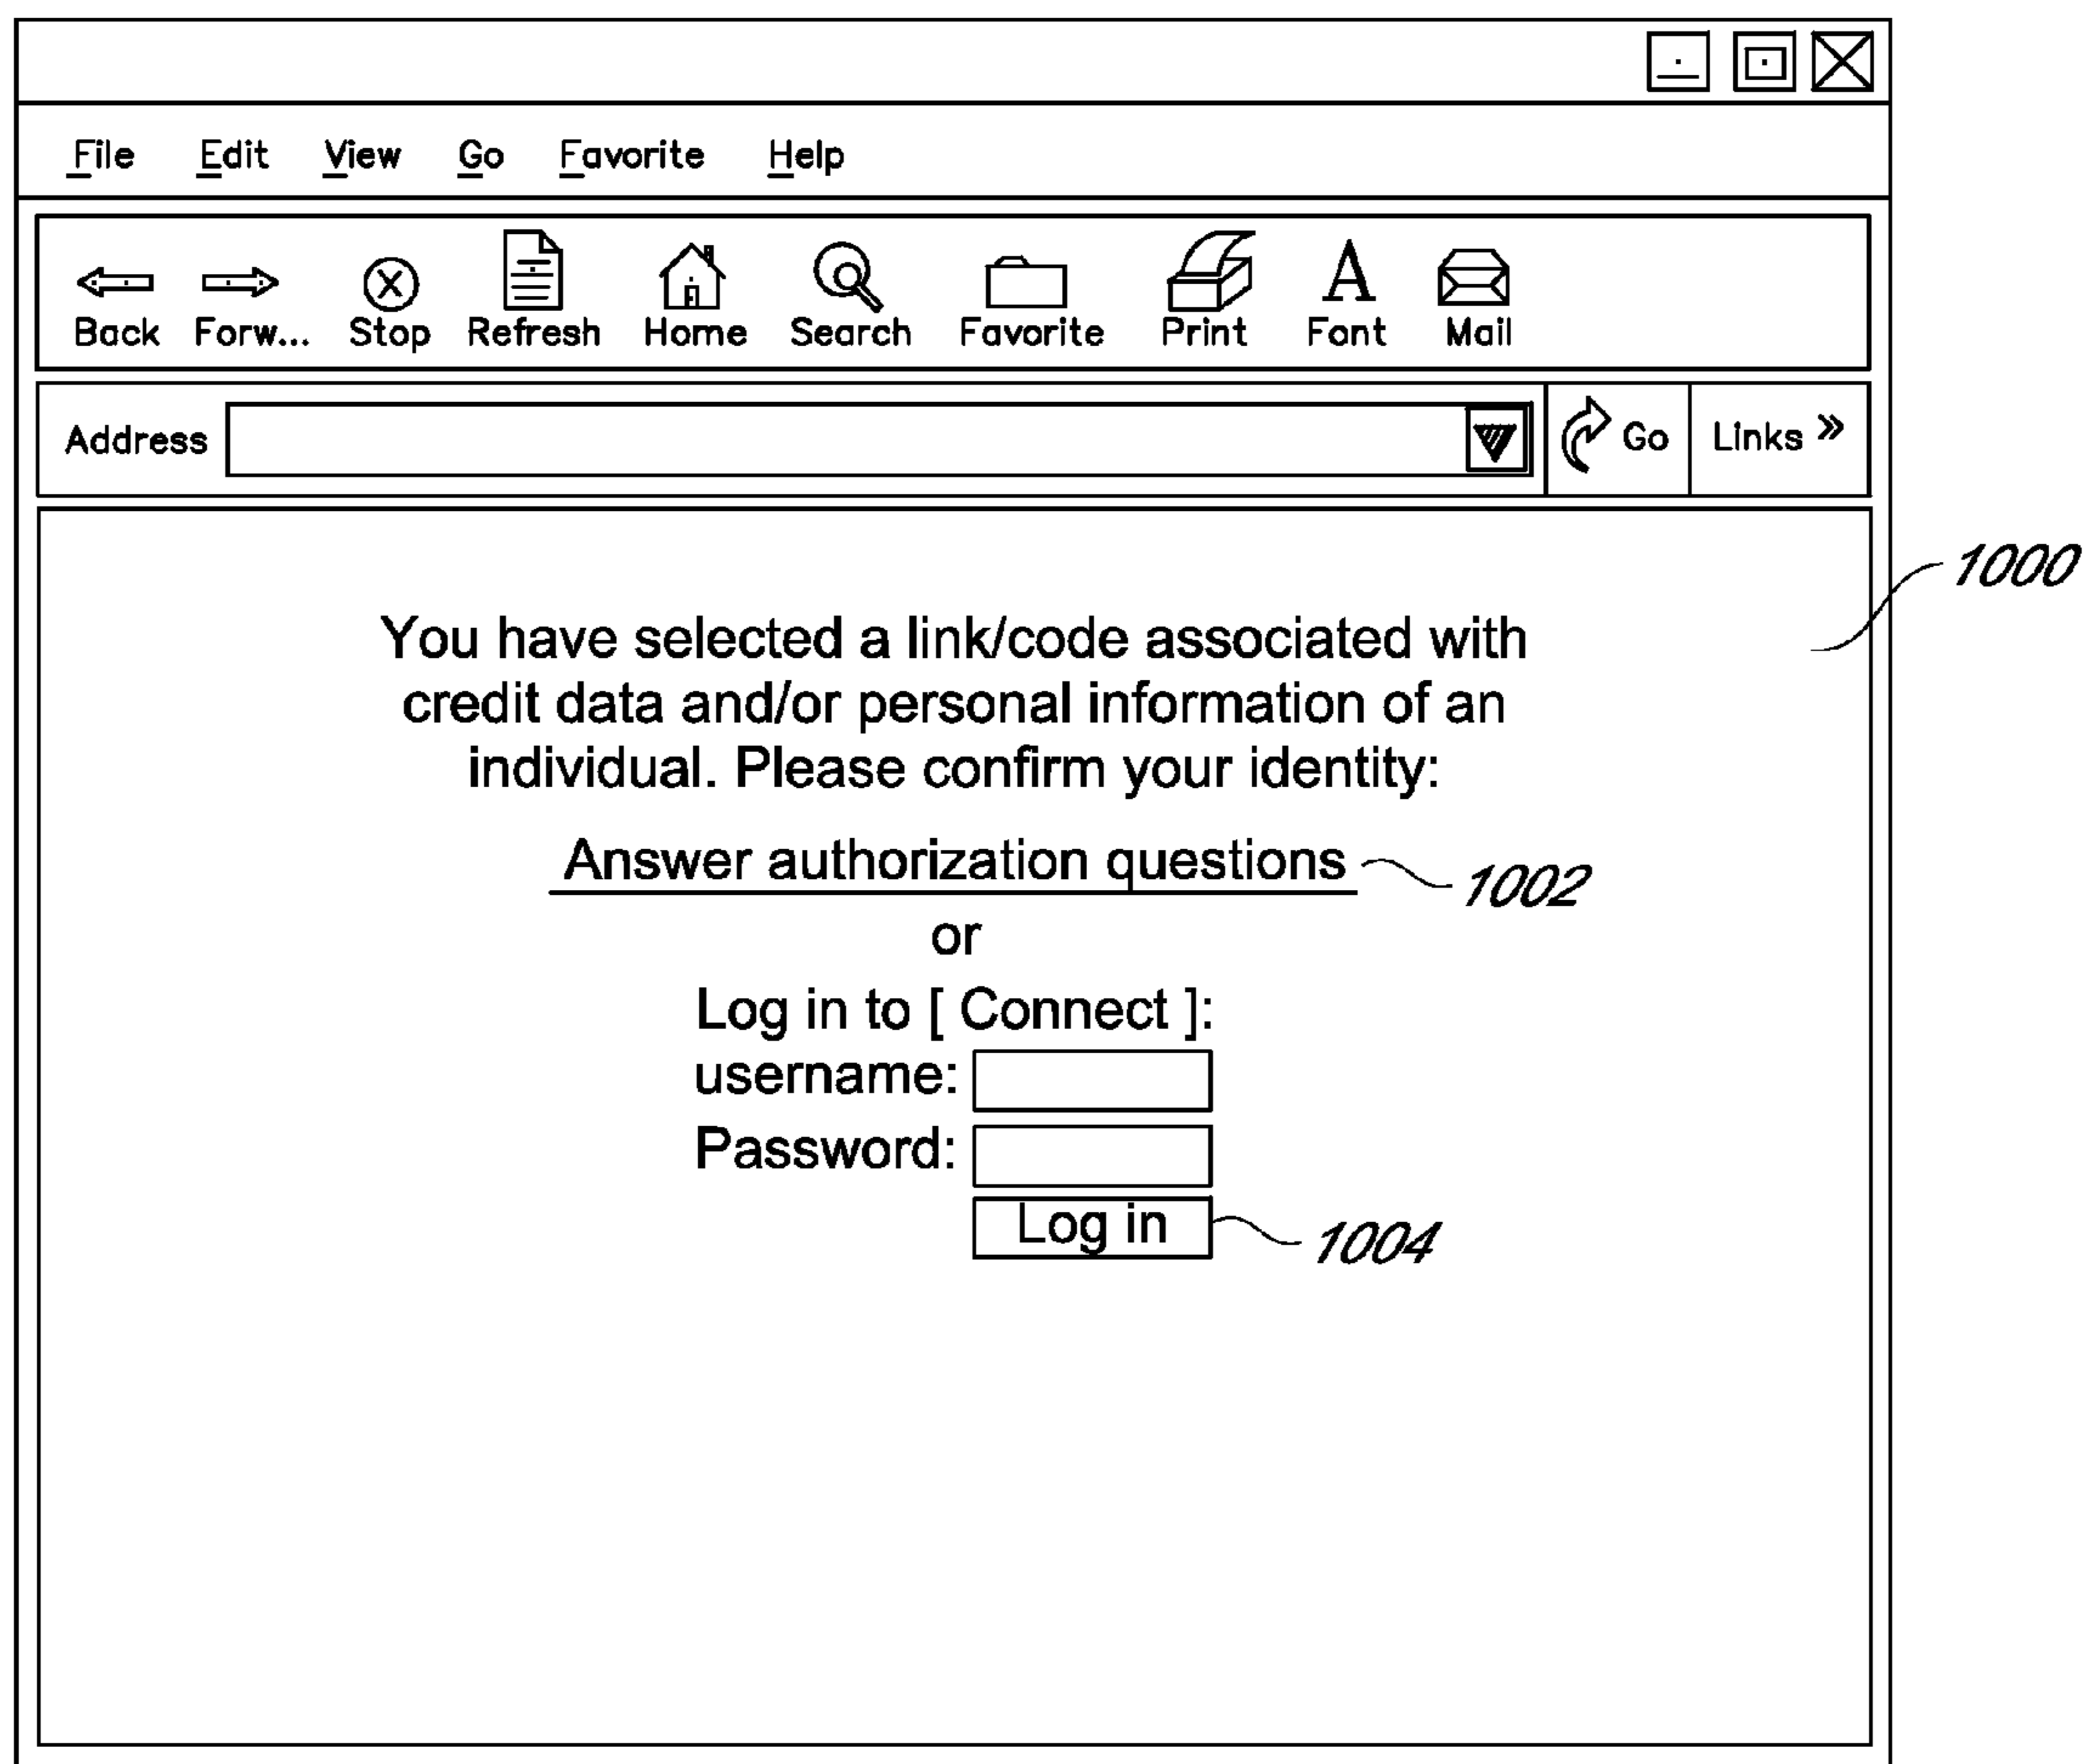 File Edit View Go Favorite Help
Back Forw... Stop Refresh Home Search Favorite Print Font Mail
Address Go Links »
1000
You have selected a link/code associated with
credit data and/or personal information of an
individual. Please confirm your identity:
Answer authorization questions 1002
or
Log in to [ Connect ]:
username:
Password:
Log in 1004